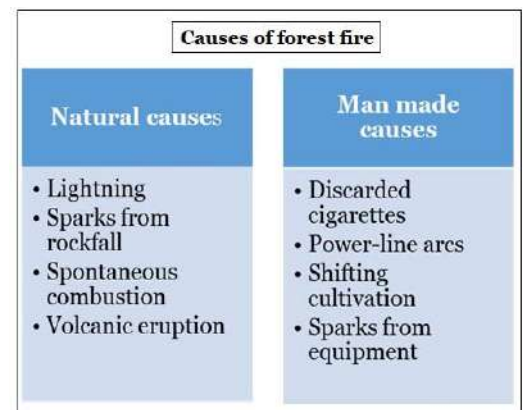 Causes of forest fire
Natural causes
• Lightning
• Sparks from
rockfall
• Spontaneous
combustion
• Volcanic eruption
Man made
causes
• Discarded
cigarettes
• Power-line arcs
• Shifting
cultivation
• Sparks from
equipment